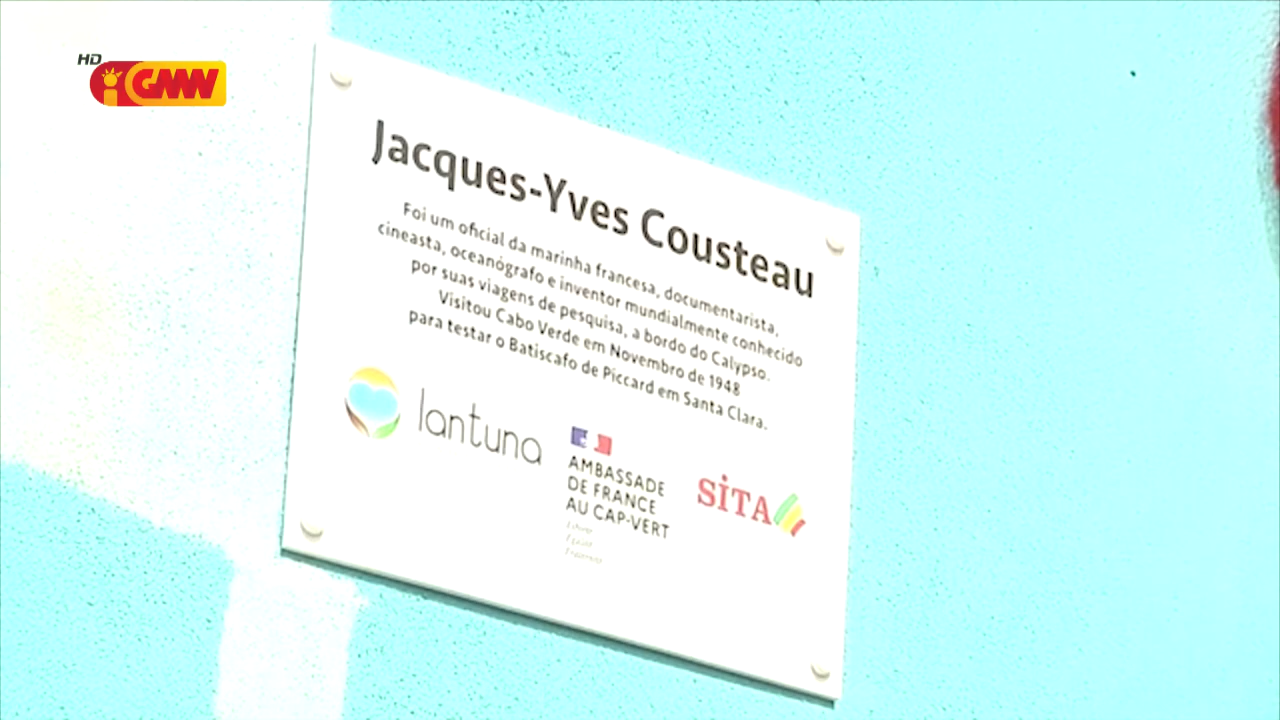 HD
iGMW
Jacques-Yves Cousteau
Foi um oficial da marinha francesa, documentarista,
cineasta, oceanógrafo e inventor mundialmente conhecido
por suas viagens de pesquisa, a bordo do Calypso.
Visitou Cabo Verde em Novembro de 1948
para testar o Batiscafo de Piccard em Santa Clara.
lantuna
AMBASSADE
DE FRANCE
AU CAP-VERT
SiTA